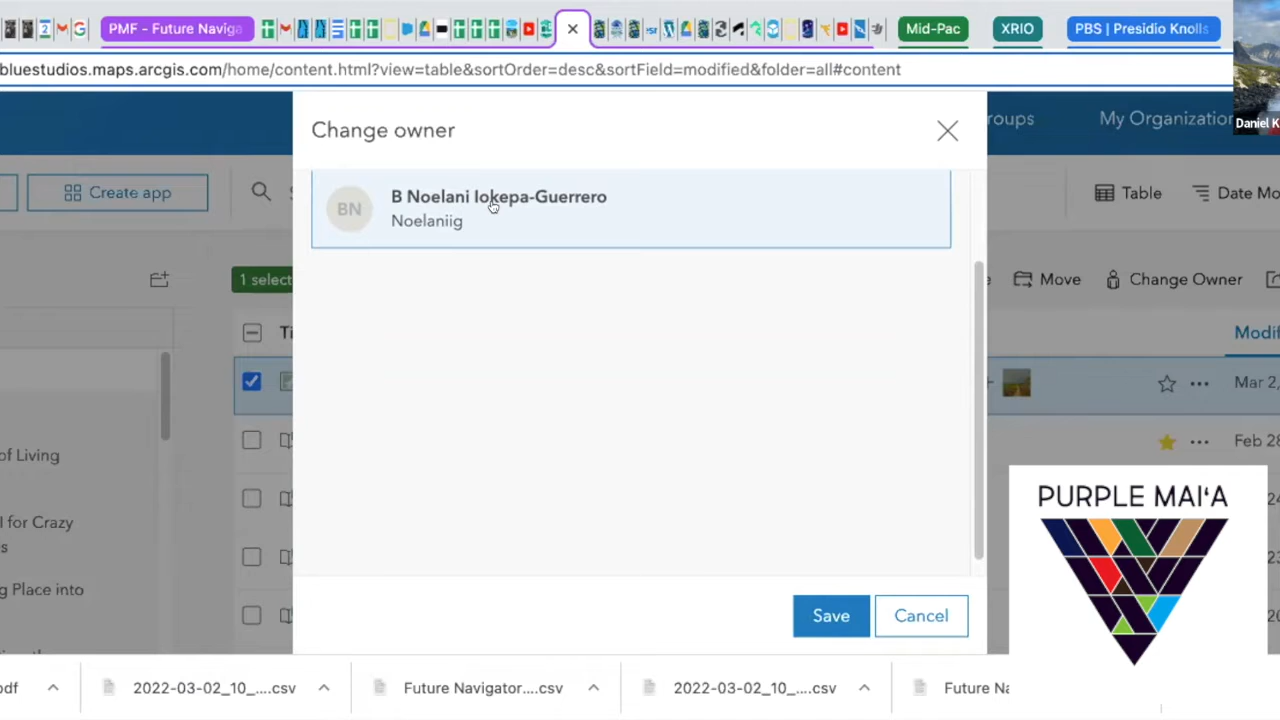 PMF - Future Naviga
Mid-Pac
XRIO
PBS | Presidio Knolls
bluestudios.maps.arcgis.com/home/content.html?view=table&sortOrder=desc&sortField=modified&folder=all#content
Daniel K
Change owner
roups
My Organization
Create app
B Noelani Iokepa-Guerrero
BN
Noelaniig
Table
Date Mo
1 select
Move
Change Owner
Ti
Modif
Mar 2,
of Living
Feb 28
l for Crazy
s
g Place into
Save
Cancel
PURPLE MAIʻA
odf
2022-03-02_10_....csv
Future Navigator....csv
2022-03-02_10_....csv
Future Na